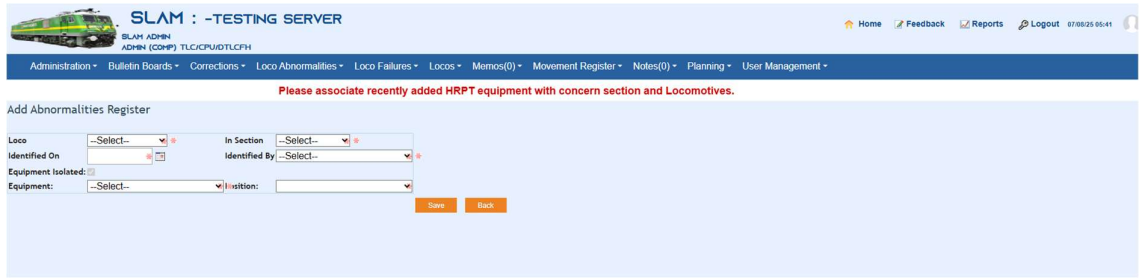 SLAM : -TESTING SERVER
SLAM ADMIN
ADMIN (COMP) TLC/CPU/DTLCFH
Home Feedback Reports Logout 07/08/25 05:41
Administration Bulletin Boards Corrections Loco Abnormalities Loco Failures Locos Memos(0) Movement Register Notes(0) Planning User Management
Please associate recently added HRPT equipment with concern section and Locomotives.
Add Abnormalities Register
Loco --Select-- * In Section --Select-- *
Identified On * Identified By --Select-- *
Equipment Isolated:
Equipment: --Select-- * sition:
Save Back